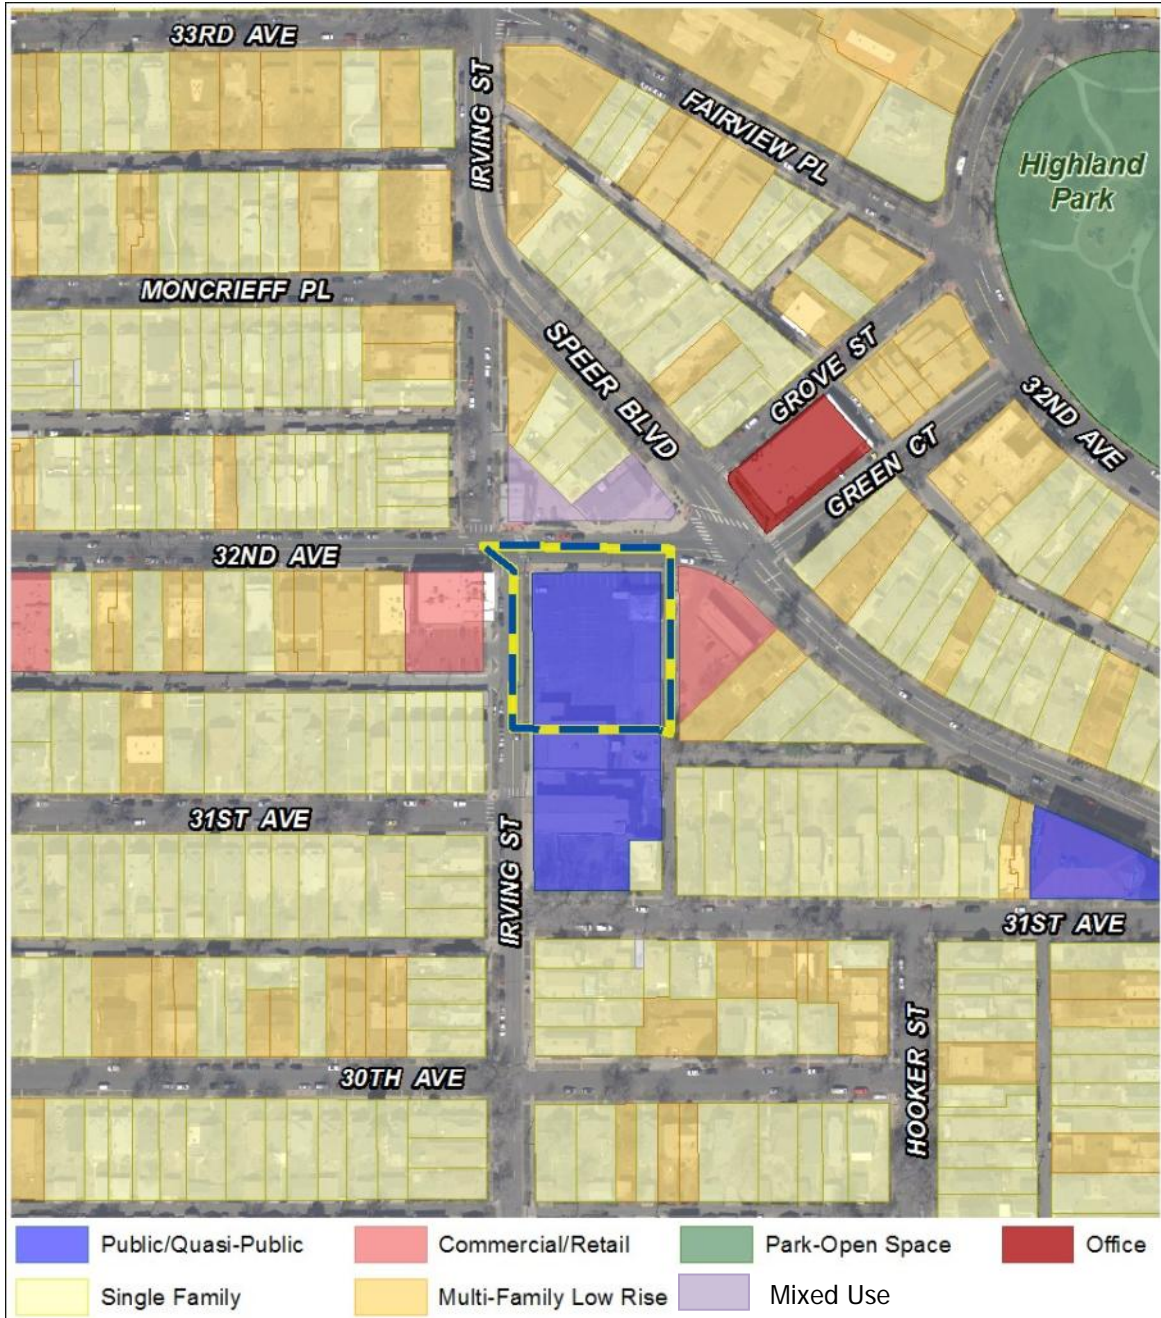 33RD AVE
IRVING ST
FAIRVIEW PL
Highland
Park
MONCRIEFF PL
SPEER BLVD
GROVE ST
32ND AVE
GREEN CT
32ND AVE
31ST AVE
IRVING ST
31ST AVE
HOOKER ST
30TH AVE
Public/Quasi-Public
Commercial/Retail
Park-Open Space
Office
Single Family
Multi-Family Low Rise
Mixed Use